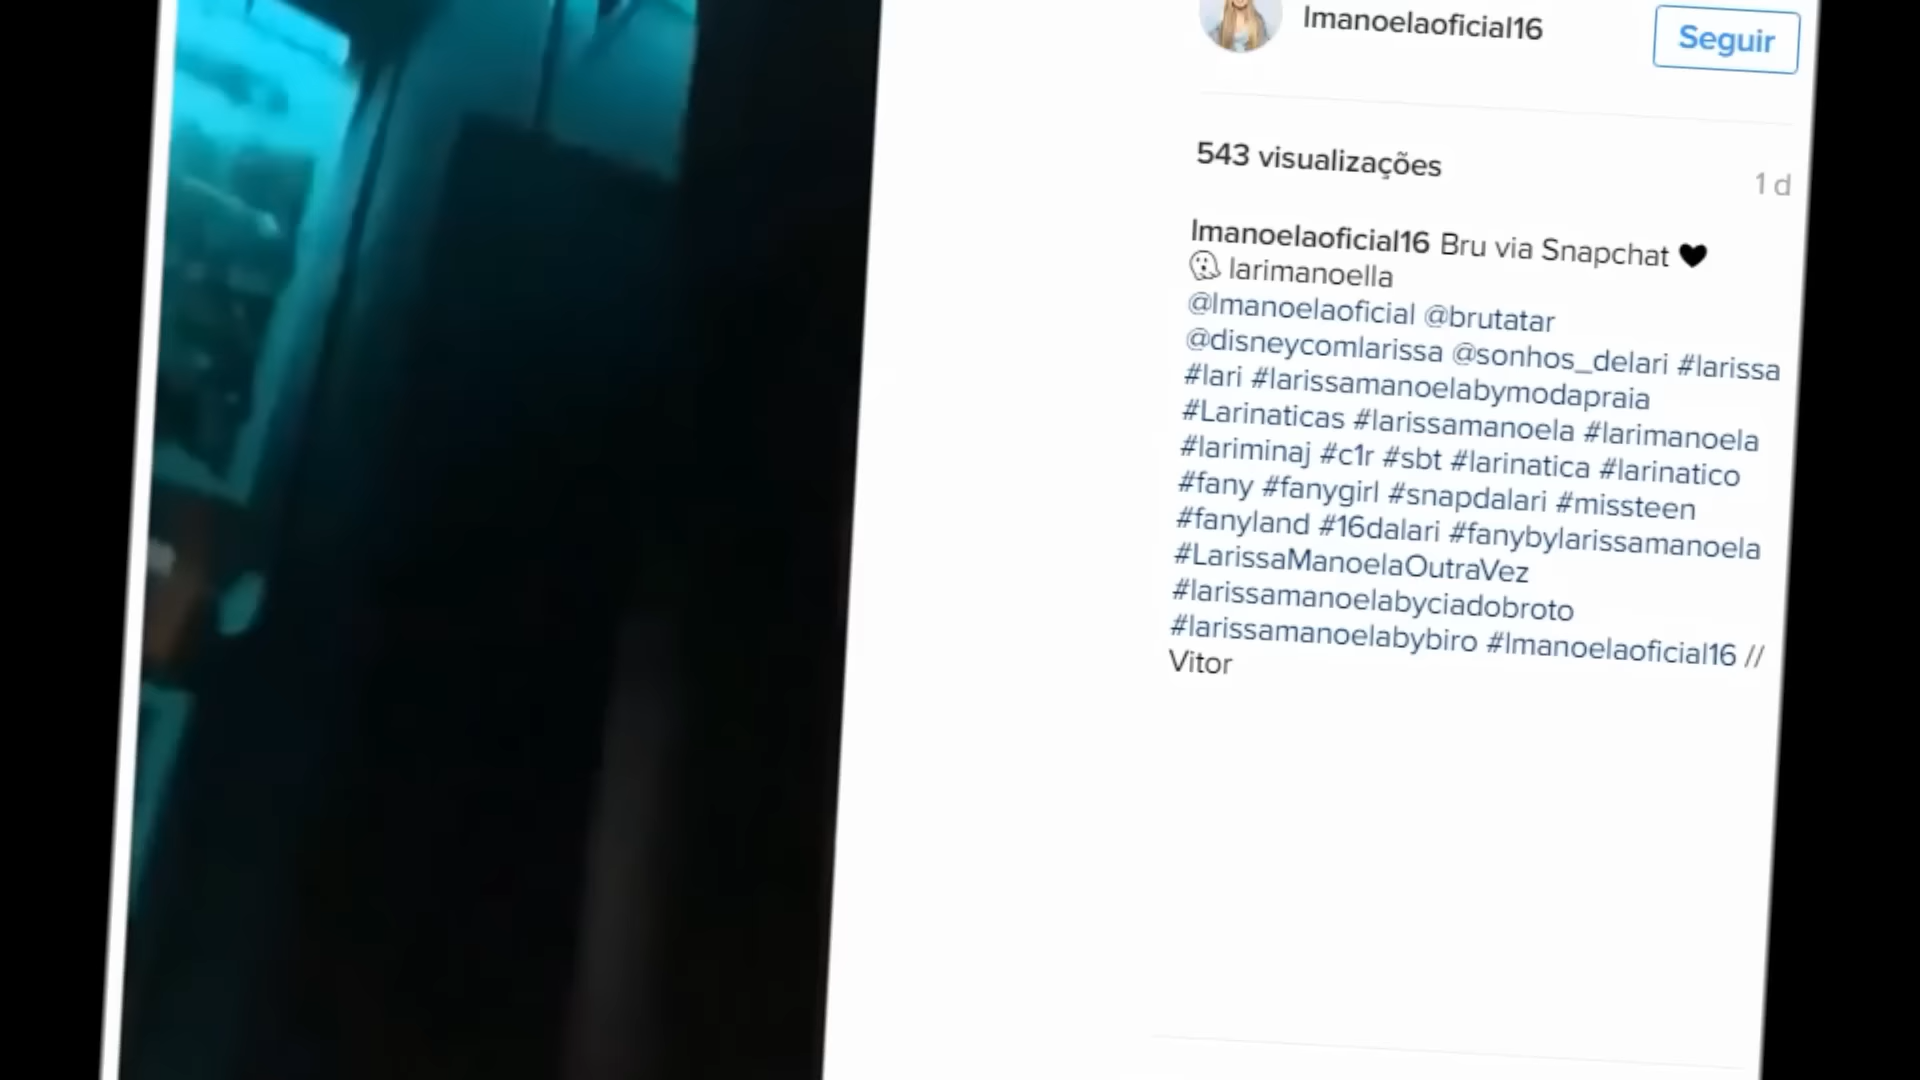 lmanoelaoficial16
Seguir
543 visualizações
1 d
lmanoelaoficial16 Bru via Snapchat 🖤
👻 larimanoella
@lmanoelaoficial @brutatar
@disneycomlarissa @sonhos_delari #larissa
#lari #larissamanoelabymodapraia
#Larinaticas #larissamanoela #larimanoela
#lariminaj #c1r #sbt #larinatica #larinatico
#fany #fanygirl #snapdalari #missteen
#fanyland #16dalari #fanybylarissamanoela
#LarissaManoelaOutraVez
#larissamanoelabyciadobroto
#larissamanoelabybiro #lmanoelaoficial16 //
Vitor